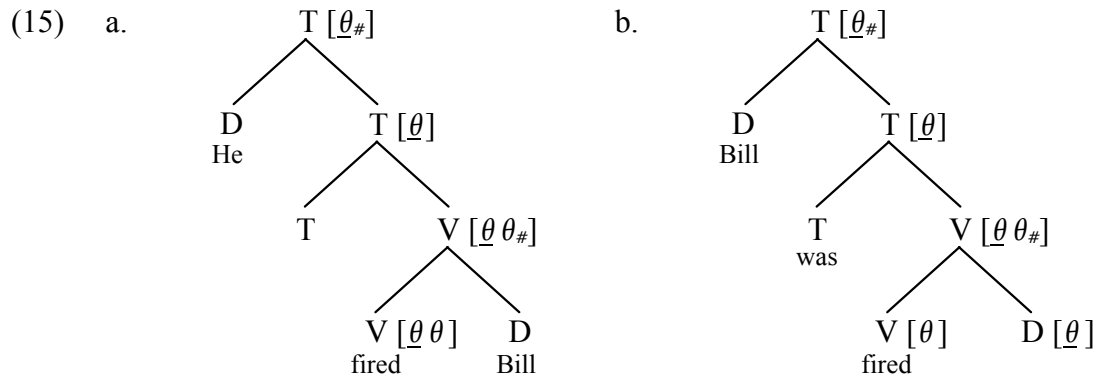 (15) a. T [θ̲#] b. T [θ̲#]
D T [θ̲] D T [θ̲]
He Bill
T V [θ̲ θ#] T V [θ̲ θ#]
was
V [θ̲ θ] D V [θ] D [θ̲]
fired Bill fired